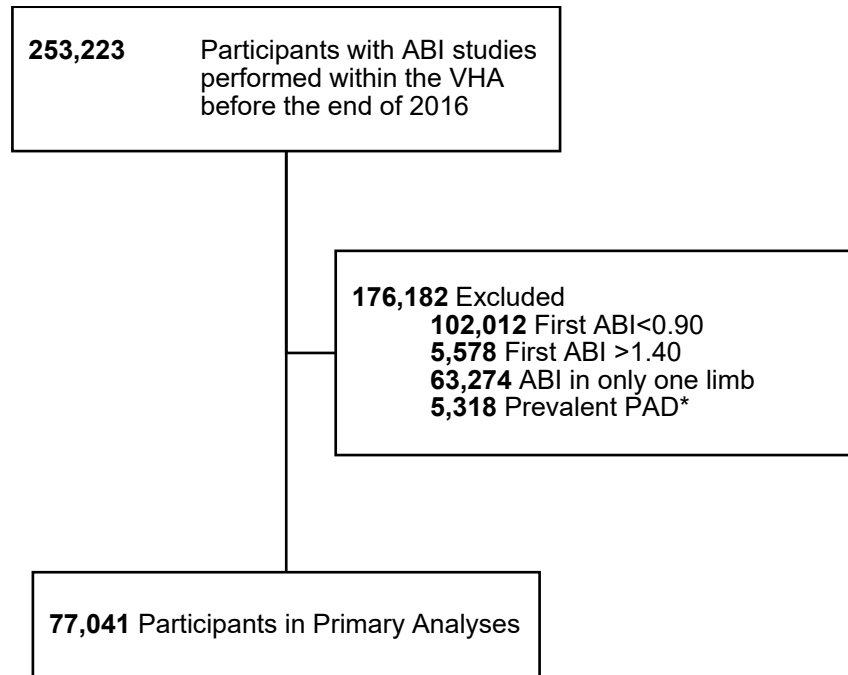 253,223 Participants with ABI studies
performed within the VHA
before the end of 2016
176,182 Excluded
102,012 First ABI<0.90
5,578 First ABI >1.40
63,274 ABI in only one limb
5,318 Prevalent PAD*
77,041 Participants in Primary Analyses